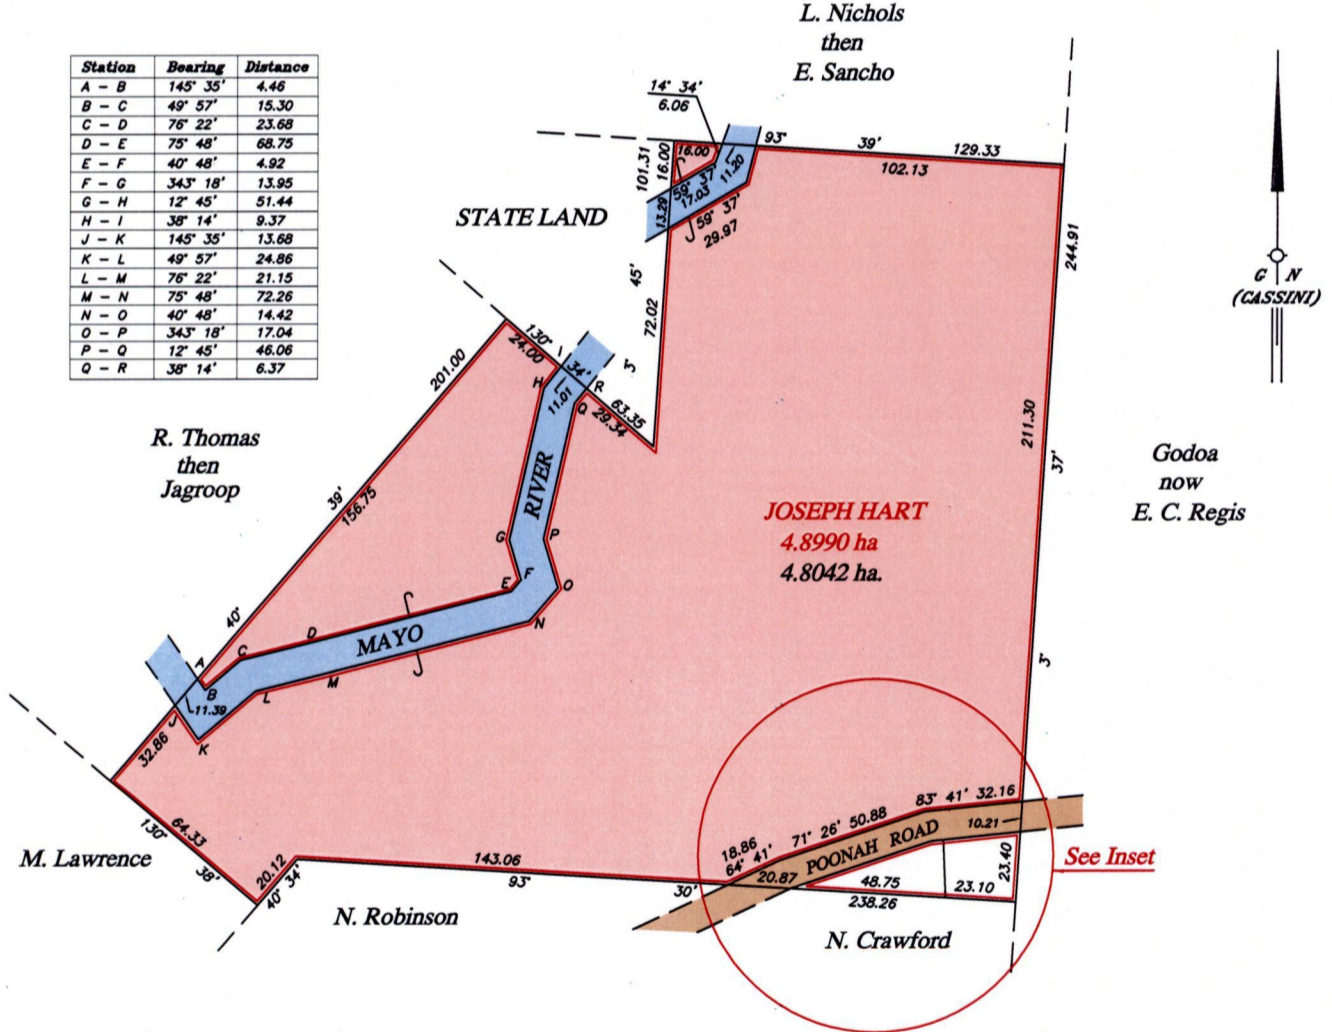 L. Nichols
then
E. Sancho
Station Bearing Distance
A - B 145° 35' 4.46
B - C 49° 57' 15.30
C - D 76° 22' 23.68
D - E 75° 48' 68.75
E - F 40° 48' 4.92
F - G 343° 18' 13.95
G - H 12° 45' 51.44
H - I 38° 14' 9.37
J - K 145° 35' 13.68
K - L 49° 57' 24.86
L - M 76° 22' 21.15
M - N 75° 48' 72.26
N - O 40° 48' 14.42
O - P 343° 18' 17.04
P - Q 12° 45' 46.06
Q - R 38° 14' 6.37
14° 34'
6.06
93° 39' 129.33
102.13
101.31
16.00
16.00
59° 37'
17.03
11.20
13.29
59° 37'
29.97
STATE LAND
G N
(CASSINI)
244.91
45'
72.02
3°
130° 34'
24.00
I
H
R
Q
11.01
63.35
29.34
201.00
R. Thomas
then
Jagroop
39'
156.75
40°
RIVER
G
P
F
E
O
N
MAYO
D
C
A
B
L
M
J
K
11.39
32.86
211.30
37'
3°
Godoa
now
E. C. Regis
JOSEPH HART
4.8990 ha
4.8042 ha.
64.33
130° 38'
M. Lawrence
20.12
40° 34'
143.06
93° 30'
N. Robinson
18.86
64° 41'
71° 26' 50.88
83° 41' 32.16
POONAH ROAD
10.21
20.87
48.75
23.10
23.40
238.26
See Inset
N. Crawford